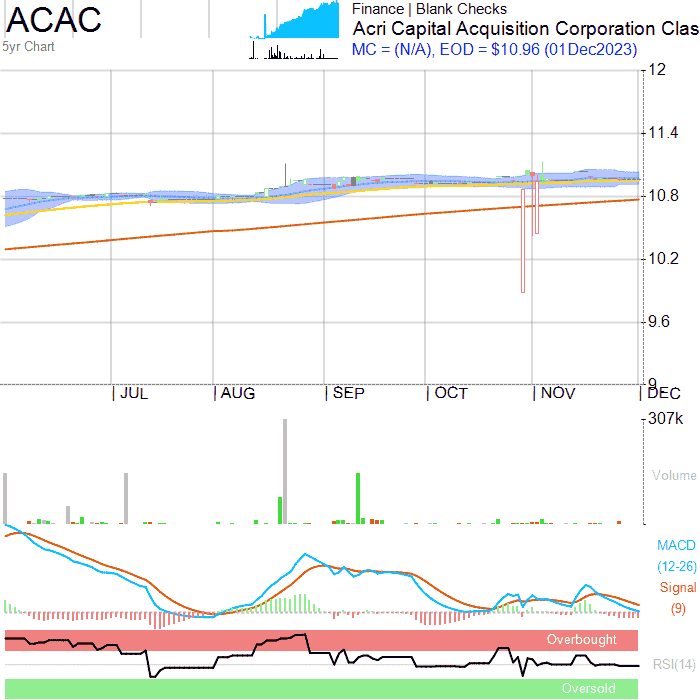 ACAC
5yr Chart
Finance | Blank Checks
Acri Capital Acquisition Corporation Clas
MC = (N/A), EOD = $10.96 (01Dec2023)
12
11.4
10.8
10.2
9.6
9
JUL AUG SEP OCT NOV DEC
307k
Volume
MACD
(12-26)
Signal
(9)
Overbought
RSI(14)
Oversold